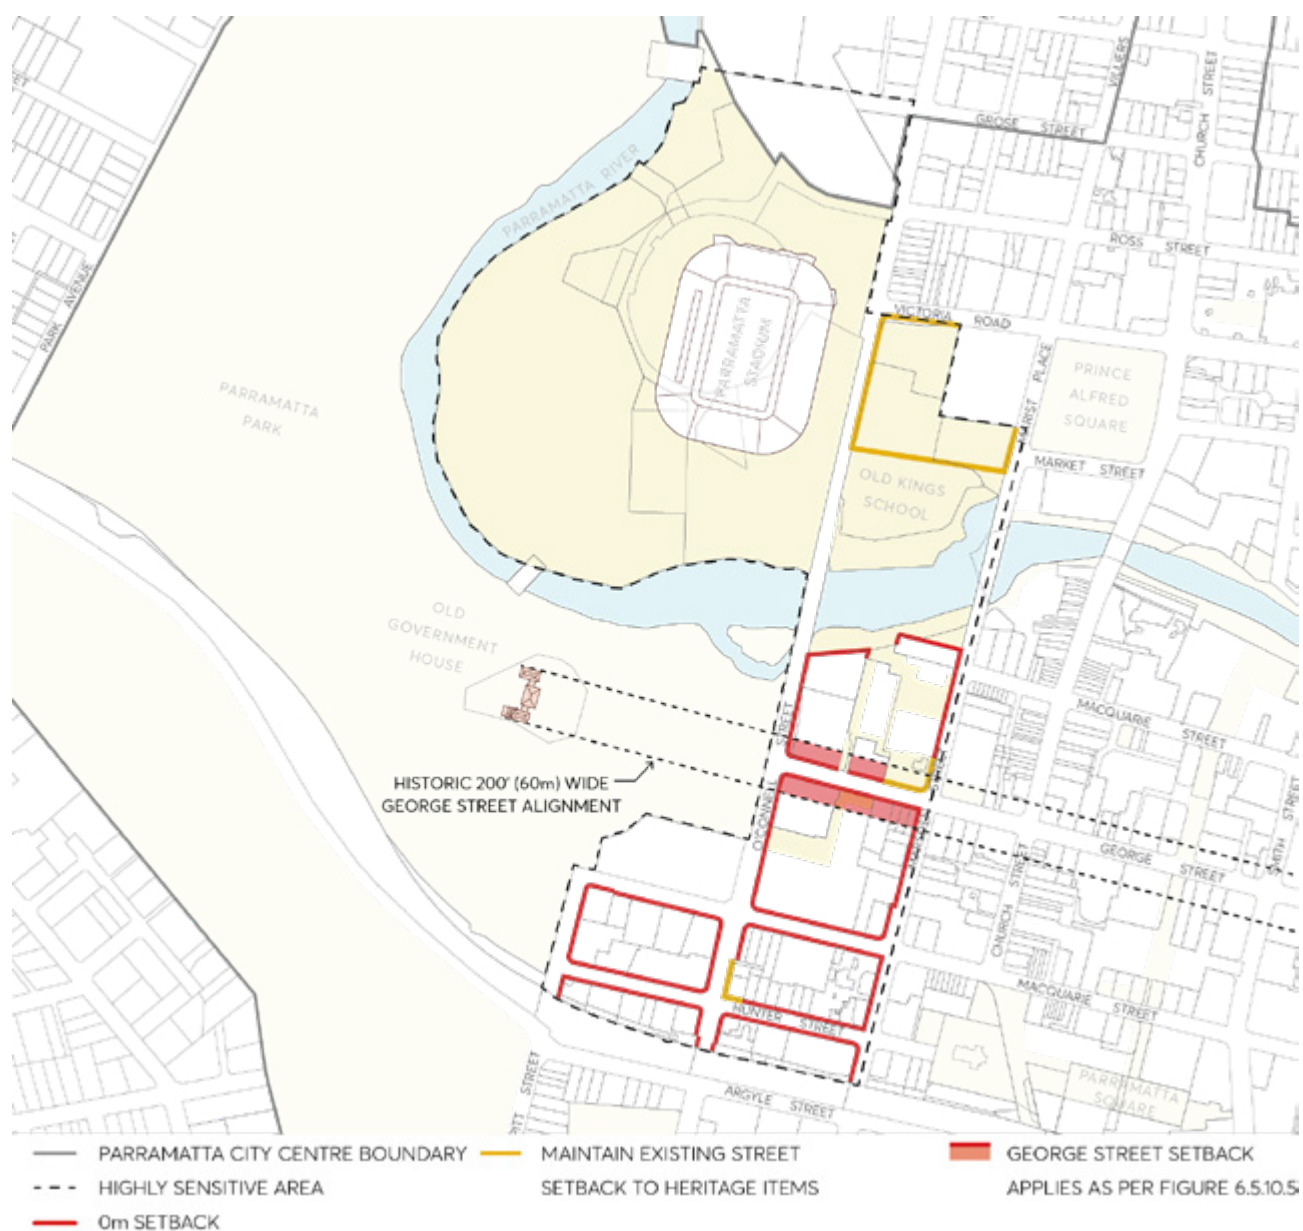 VILLIERS
CHURCH STREET
GROSE STREET
PARRAMATTA RIVER
ROSS STREET
PARK AVENUE
VICTORIA ROAD
PARRAMATTA
STADIUM
PLACE
PRINCE
ALFRED
SQUARE
PARRAMATTA
PARK
MARKET STREET
OLD KINGS
SCHOOL
OLD
GOVERNMENT
HOUSE
MACQUARIE STREET
O'CONNELL STREET
HISTORIC 200' (60m) WIDE
GEORGE STREET ALIGNMENT
GEORGE STREET
CHURCH STREET
STREET
MACQUARIE STREET
HUNTER STREET
PARRAMATTA
SQUARE
ARGYLE STREET
STREET
PARRAMATTA CITY CENTRE BOUNDARY
HIGHLY SENSITIVE AREA
0m SETBACK
MAINTAIN EXISTING STREET
SETBACK TO HERITAGE ITEMS
GEORGE STREET SETBACK
APPLIES AS PER FIGURE 6.5.10.5